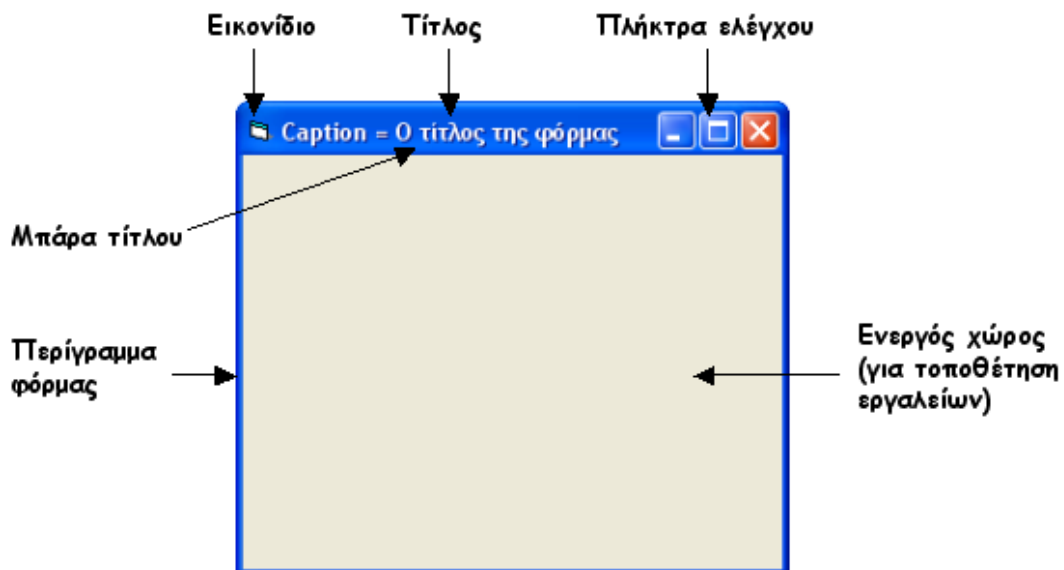 Εικονίδιο Τίτλος Πλήκτρα ελέγχου
Caption = Ο τίτλος της φόρμας
Μπάρα τίτλου
Περίγραμμα
φόρμας
Ενεργός χώρος
(για τοποθέτηση
εργαλείων)